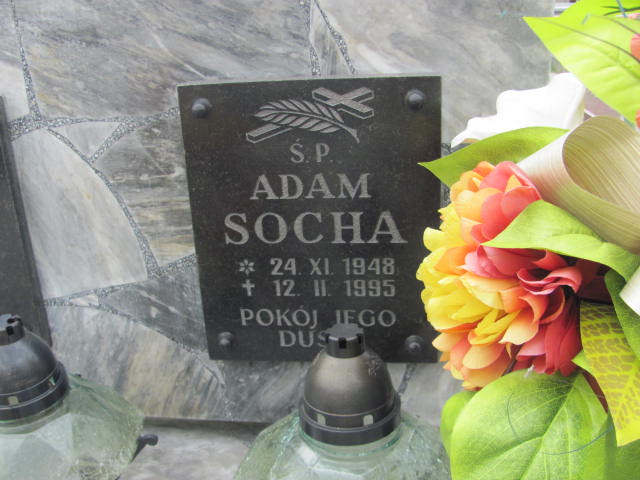 Ś.P.
ADAM
SOCHA
* 24. XI. 1948
✝ 12. II. 1995
POKÓJ JEGO